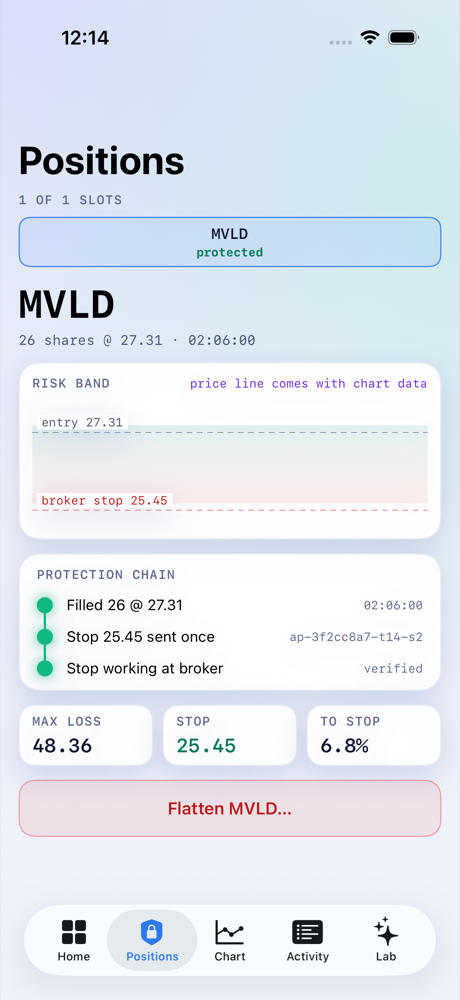 12:14
Positions
1 OF 1 SLOTS
MVLD
protected
MVLD
26 shares @ 27.31 · 02:06:00
RISK BAND price line comes with chart data
entry 27.31
broker stop 25.45
PROTECTION CHAIN
Filled 26 @ 27.31 02:06:00
Stop 25.45 sent once ap-3f2cc8a7-t14-s2
Stop working at broker verified
MAX LOSS STOP TO STOP
48.36 25.45 6.8%
Flatten MVLD...
Home Positions Chart Activity Lab